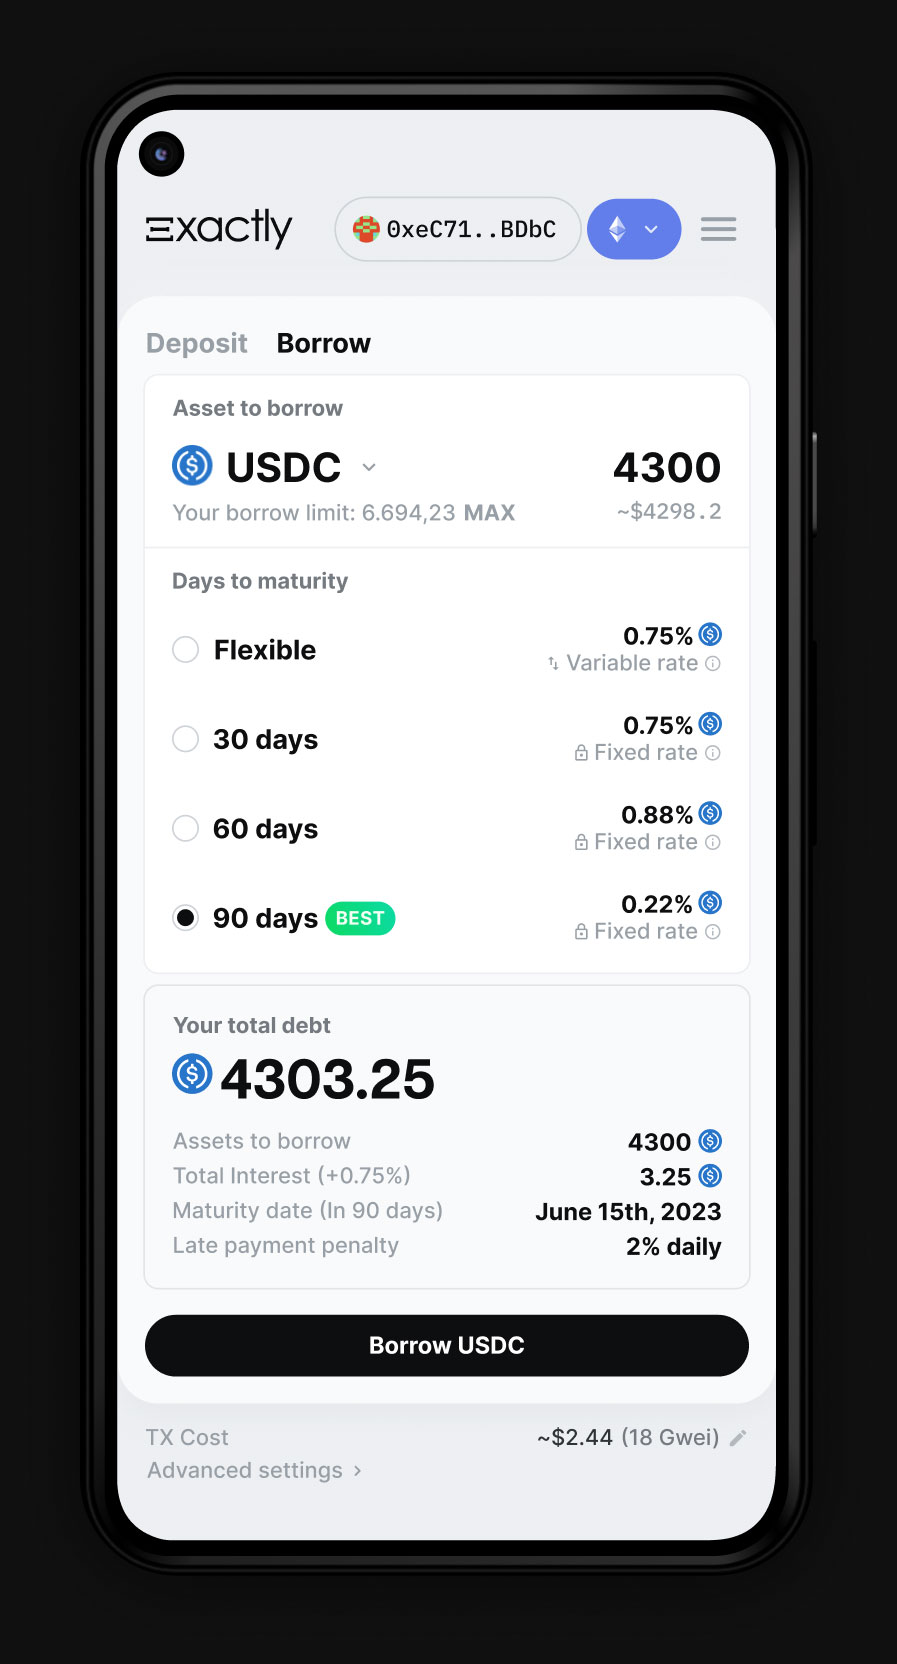 Exactly
0xeC71..BDbC
Deposit Borrow
Asset to borrow
USDC 4300
Your borrow limit: 6.694,23 MAX ~$4298.2
Days to maturity
Flexible 0.75%
Variable rate
30 days 0.75%
Fixed rate
60 days 0.88%
Fixed rate
90 days BEST 0.22%
Fixed rate
Your total debt
4303.25
Assets to borrow 4300
Total Interest (+0.75%) 3.25
Maturity date (In 90 days) June 15th, 2023
Late payment penalty 2% daily
Borrow USDC
TX Cost ~$2.44 (18 Gwei)
Advanced settings >